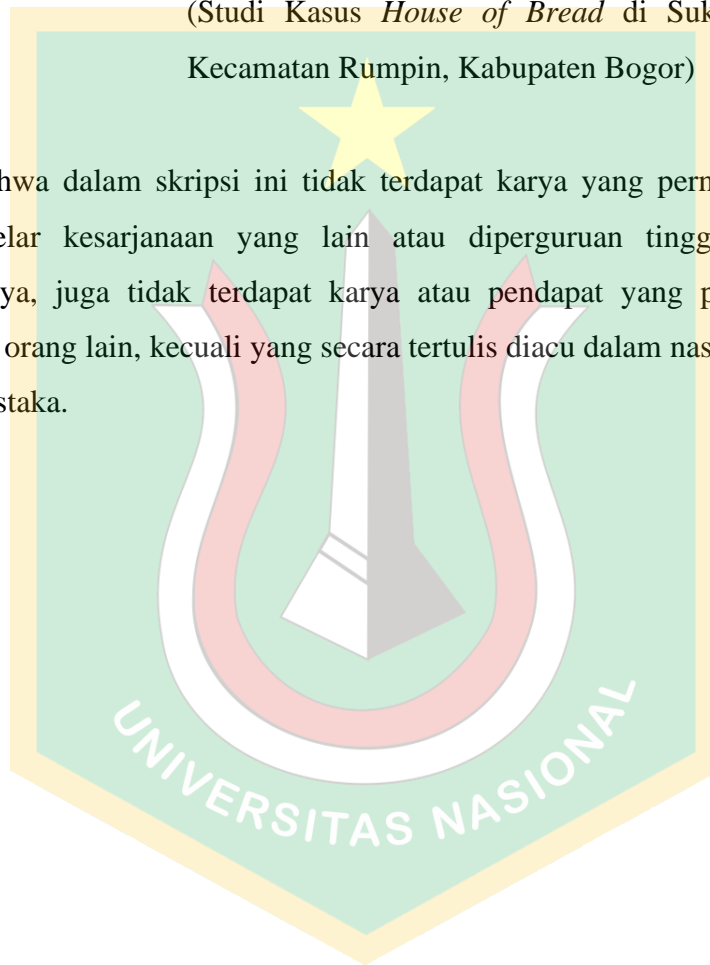 (Studi Kasus House of Bread di Suk
Kecamatan Rumpin, Kabupaten Bogor)
hwa dalam skripsi ini tidak terdapat karya yang pern
elar kesarjanaan yang lain atau diperguruan tingg
ya, juga tidak terdapat karya atau pendapat yang p
orang lain, kecuali yang secara tertulis diacu dalam nas
staka.
UNIVERSITAS NASIONAL